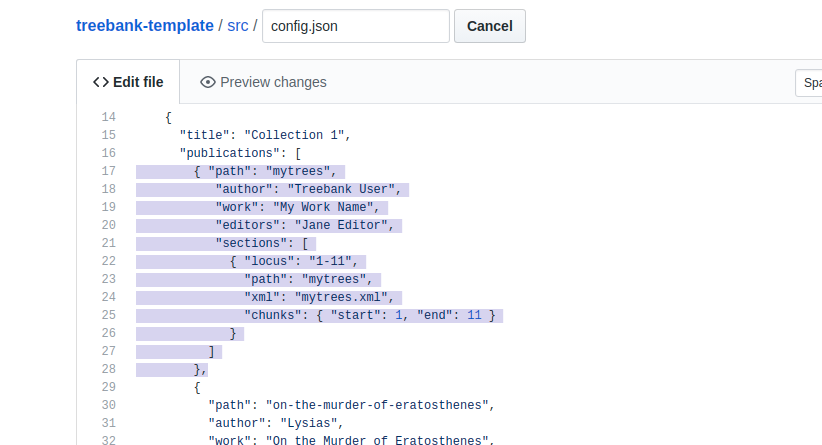 treebank-template / src / config.json Cancel
<> Edit file Preview changes Spa
14 {
15 "title": "Collection 1",
16 "publications": [
17 { "path": "mytrees",
18 "author": "Treebank User",
19 "work": "My Work Name",
20 "editors": "Jane Editor",
21 "sections": [
22 { "locus": "1-11",
23 "path": "mytrees",
24 "xml": "mytrees.xml",
25 "chunks": { "start": 1, "end": 11 }
26 }
27 ]
28 },
29 {
30 "path": "on-the-murder-of-eratosthenes",
31 "author": "Lysias",
32 "work": "On the Murder of Eratosthenes",